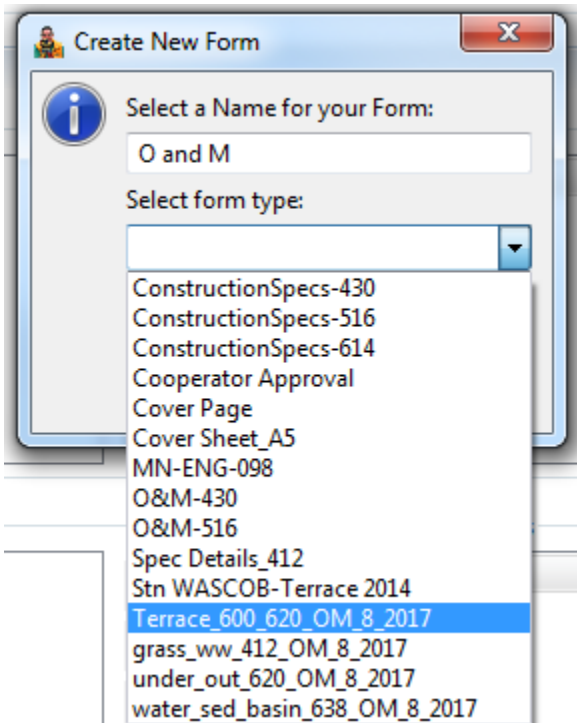 Create New Form
Select a Name for your Form:
O and M
Select form type:
ConstructionSpecs-430
ConstructionSpecs-516
ConstructionSpecs-614
Cooperator Approval
Cover Page
Cover Sheet_A5
MN-ENG-098
O&M-430
O&M-516
Spec Details_412
Stn WASCOB-Terrace 2014
Terrace_600_620_OM_8_2017
grass_ww_412_OM_8_2017
under_out_620_OM_8_2017
water_sed_basin_638_OM_8_2017